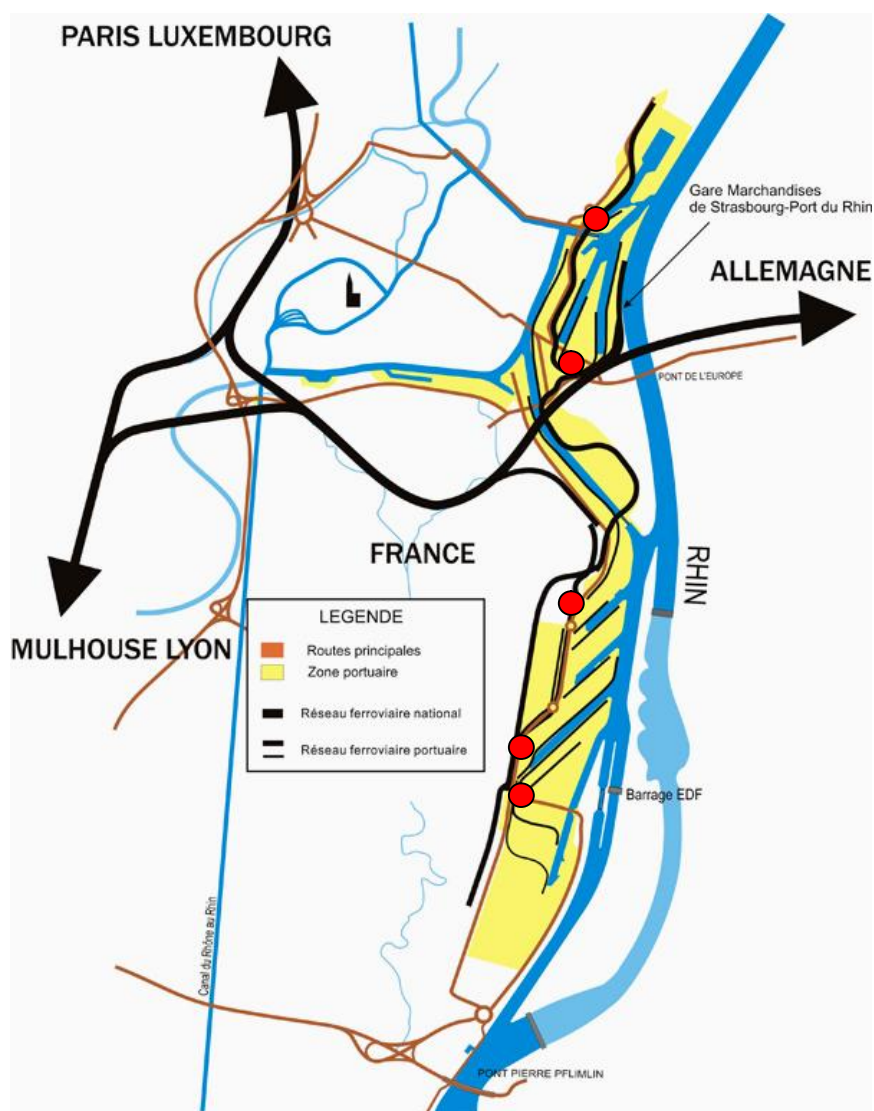 PARIS LUXEMBOURG
Gare Marchandises
de Strasbourg-Port du Rhin
ALLEMAGNE
PONT DE L'EUROPE
FRANCE
RHIN
MULHOUSE LYON
LEGENDE
Routes principales
Zone portuaire
Réseau ferroviaire national
Réseau ferroviaire portuaire
Barrage EDF
Canal du Rhône au Rhin
PONT PIERRE PFLIMLIN